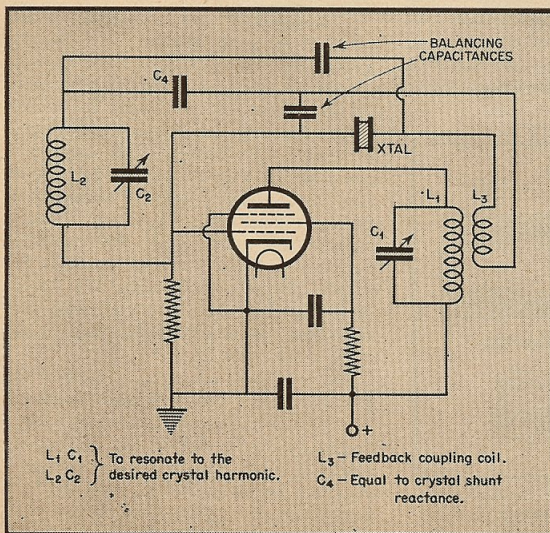 BALANCING
CAPACITANCES
C4
XTAL
L2
C2
L1
L3
C1
+
L1 C1
L2 C2
} To resonate to the
desired crystal harmonic.
L3 – Feedback coupling coil.
C4 – Equal to crystal shunt
reactance.